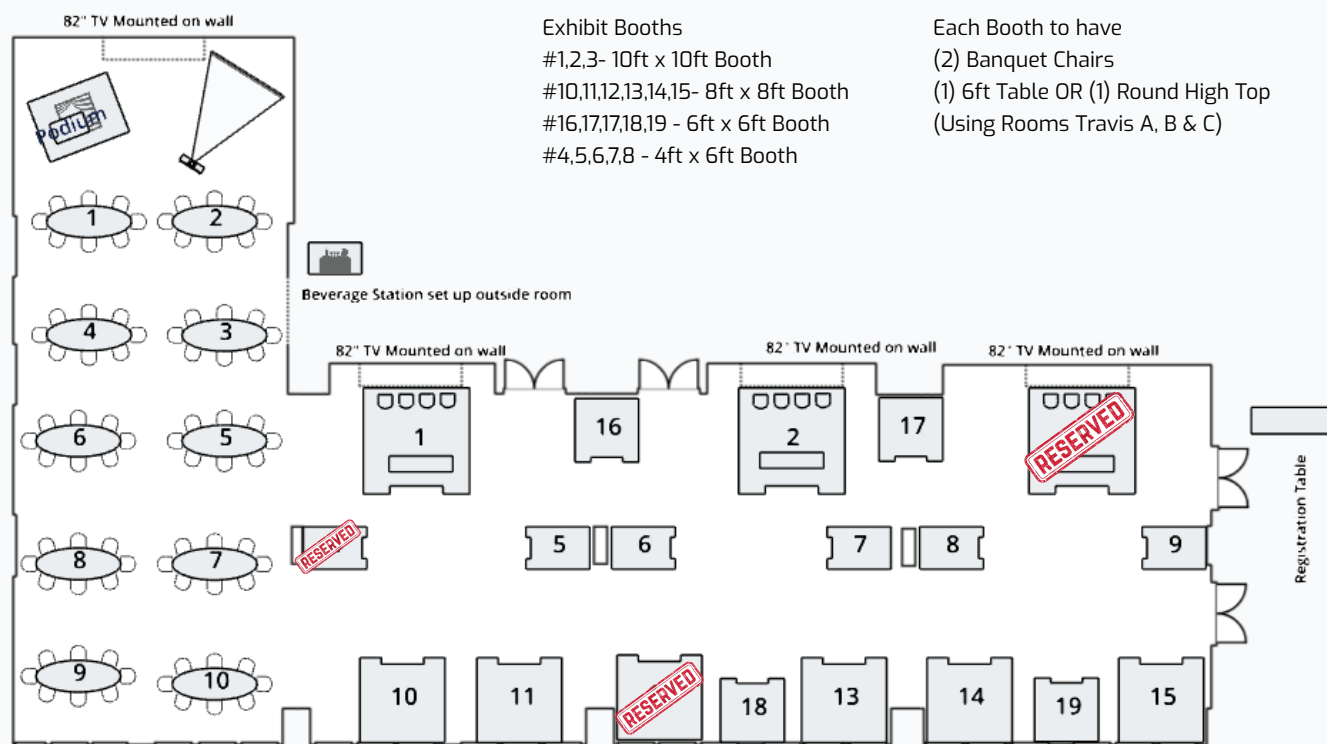 82" TV Mounted on wall
Exhibit Booths
#1,2,3- 10ft x 10ft Booth
#10,11,12,13,14,15- 8ft x 8ft Booth
#16,17,17,18,19 - 6ft x 6ft Booth
#4,5,6,7,8 - 4ft x 6ft Booth
Each Booth to have
(2) Banquet Chairs
(1) 6ft Table OR (1) Round High Top
(Using Rooms Travis A, B & C)
Podium
1 2
Beverage Station set up outside room
4 3
82" TV Mounted on wall
82" TV Mounted on wall
82" TV Mounted on wall
6 5
1 16 2 17 RESERVED
Registration Table
8 7
RESERVED 5 6 7 8 9
9 10
10 11 RESERVED 18 13 14 19 15